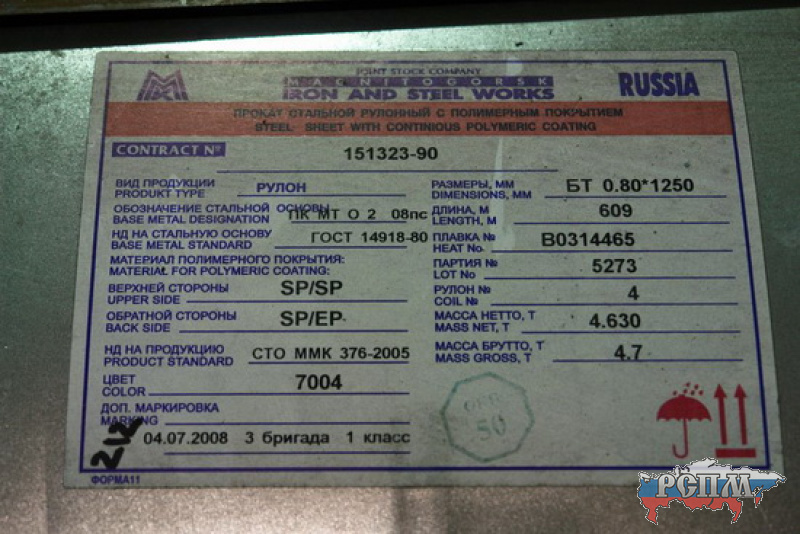 JOINT STOCK COMPANY
MAGNITOGORSK
IRON AND STEEL WORKS
RUSSIA
ПРОКАТ СТАЛЬНОЙ РУЛОННЫЙ С ПОЛИМЕРНЫМ ПОКРЫТИЕМ
STEEL SHEET WITH CONTINIOUS POLYMERIC COATING
CONTRACT № 151323-90
ВИД ПРОДУКЦИИ
PRODUCT TYPE РУЛОН
ОБОЗНАЧЕНИЕ СТАЛЬНОЙ ОСНОВЫ
BASE METAL DESIGNATION ПК МТ О 2 08пс
НД НА СТАЛЬНУЮ ОСНОВУ
BASE METAL STANDARD ГОСТ 14918-80
МАТЕРИАЛ ПОЛИМЕРНОГО ПОКРЫТИЯ:
MATERIAL FOR POLYMERIC COATING:
ВЕРХНЕЙ СТОРОНЫ
UPPER SIDE SP/SP
ОБРАТНОЙ СТОРОНЫ
BACK SIDE SP/EP
НД НА ПРОДУКЦИЮ
PRODUCT STANDARD СТО ММК 376-2005
ЦВЕТ
COLOR 7004
ДОП. МАРКИРОВКА
MARKING
04.07.2008 3 бригада 1 класс
ФОРМА11
РАЗМЕРЫ, ММ
DIMENSIONS, MM БТ 0.80*1250
ДЛИНА, М
LENGTH, M 609
ПЛАВКА №
HEAT No. В0314465
ПАРТИЯ №
LOT No 5273
РУЛОН №
COIL № 4
МАССА НЕТТО, Т
MASS NET, T 4.630
МАССА БРУТТО, Т
MASS GROSS, T 4.7
50
РСПМ